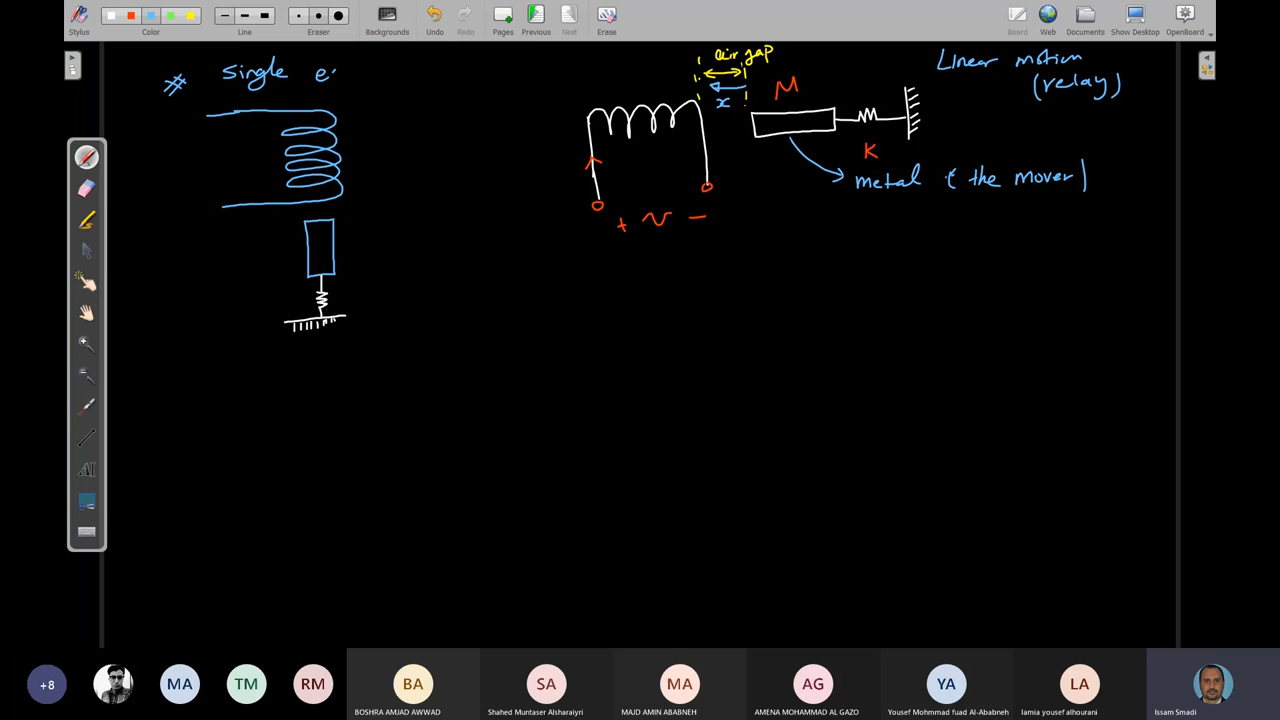 Stylus
Color
Eraser
Backgrounds
Undo
Redo
Pages
Previous
Next
Erase
Board
Web
Documents
Show Desktop
OpenBoard
single e.
air gap
x
M
K
Linear motion
(relay)
metal (the mover)
+ v -
+8
MA
TM
RM
BA
BOSHRA AMJAD AWWAD
SA
Shahed Muntaser Alsharaiyri
MA
MAJD AMIN ABABNEH
AG
AMENA MOHAMMAD AL GAZO
YA
Yousef Mohmmad fuad Al-Ababneh
LA
lamia yousef alhourani
Issam Smadi